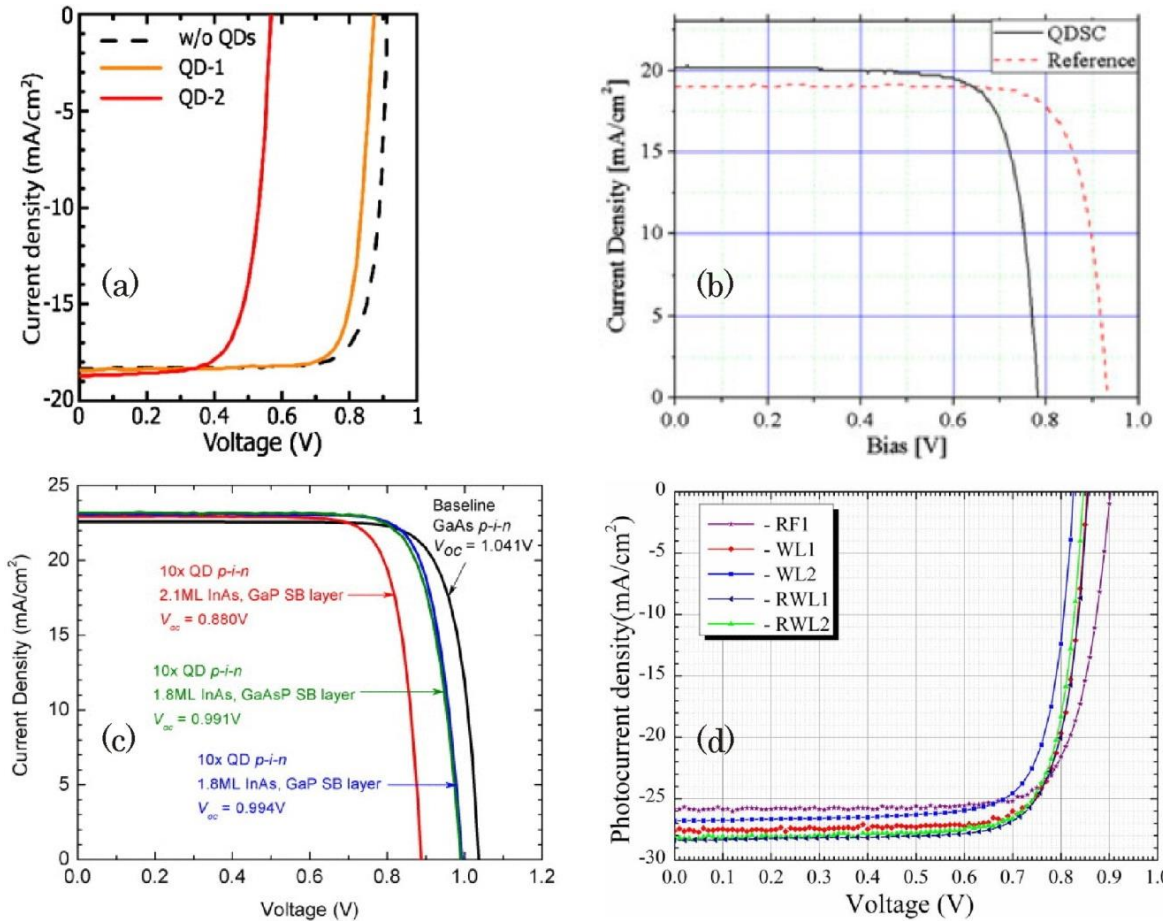 0
w/o QDs
QD-1
QD-2
-5
-10
-15
-20
0
0.2
0.4
0.6
0.8
1
Current density (mA/cm²)
Voltage (V)
(a)
QDSC
Reference
20
15
10
5
0
0.0
0.2
0.4
0.6
0.8
1.0
Current Density [mA/cm²]
Bias [V]
(b)
25
20
15
10
5
0
0.0
0.2
0.4
0.6
0.8
1.0
1.2
Current Density (mA/cm²)
Voltage (V)
Baseline
GaAs p-i-n
VOC = 1.041V
10x QD p-i-n
2.1ML InAs, GaP SB layer
Voc = 0.880V
10x QD p-i-n
1.8ML InAs, GaAsP SB layer
Voc = 0.991V
10x QD p-i-n
1.8ML InAs, GaP SB layer
Voc = 0.994V
(c)
0
-5
-10
-15
-20
-25
-30
- RF1
- WL1
- WL2
- RWL1
- RWL2
0.0
0.1
0.2
0.3
0.4
0.5
0.6
0.7
0.8
0.9
1.0
Photocurrent density(mA/cm²)
Voltage (V)
(d)